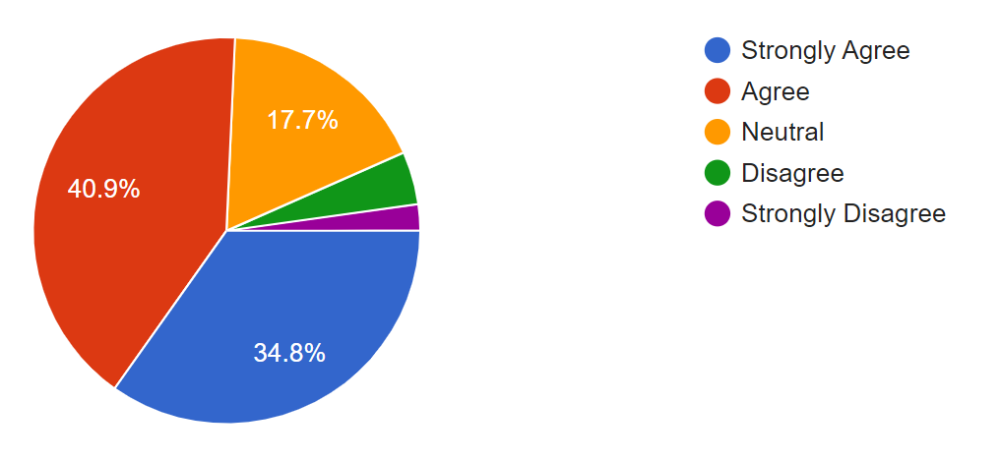 17.7%
40.9%
34.8%
Strongly Agree
Agree
Neutral
Disagree
Strongly Disagree